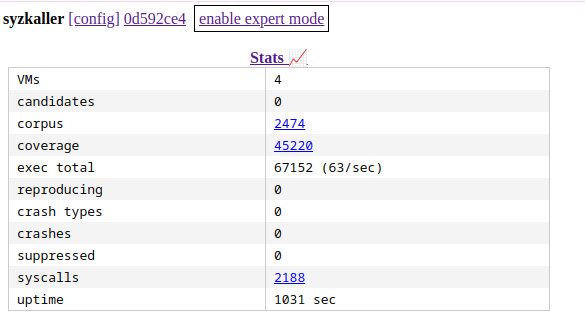 syzkaller [config] 0d592ce4 enable expert mode
Stats 📈
VMs 4
candidates 0
corpus 2474
coverage 45220
exec total 67152 (63/sec)
reproducing 0
crash types 0
crashes 0
suppressed 0
syscalls 2188
uptime 1031 sec